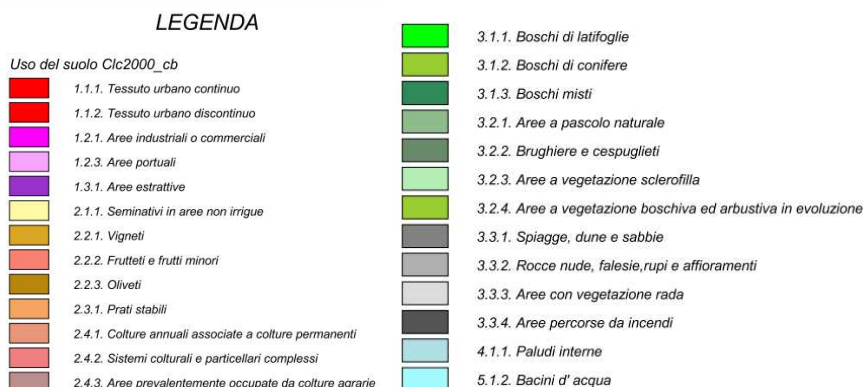 LEGENDA
Uso del suolo Clc2000_cb
1.1.1. Tessuto urbano continuo
1.1.2. Tessuto urbano discontinuo
1.2.1. Aree industriali o commerciali
1.2.3. Aree portuali
1.3.1. Aree estrattive
2.1.1. Seminativi in aree non irrigue
2.2.1. Vigneti
2.2.2. Frutteti e frutti minori
2.2.3. Oliveti
2.3.1. Prati stabili
2.4.1. Colture annuali associate a colture permanenti
2.4.2. Sistemi colturali e particellari complessi
2.4.3. Aree prevalentemente occupate da colture agrarie
3.1.1. Boschi di latifoglie
3.1.2. Boschi di conifere
3.1.3. Boschi misti
3.2.1. Aree a pascolo naturale
3.2.2. Brughiere e cespuglieti
3.2.3. Aree a vegetazione sclerofilla
3.2.4. Aree a vegetazione boschiva ed arbustiva in evoluzione
3.3.1. Spiagge, dune e sabbie
3.3.2. Rocce nude, falesie,rupi e affioramenti
3.3.3. Aree con vegetazione rada
3.3.4. Aree percorse da incendi
4.1.1. Paludi interne
5.1.2. Bacini d' acqua